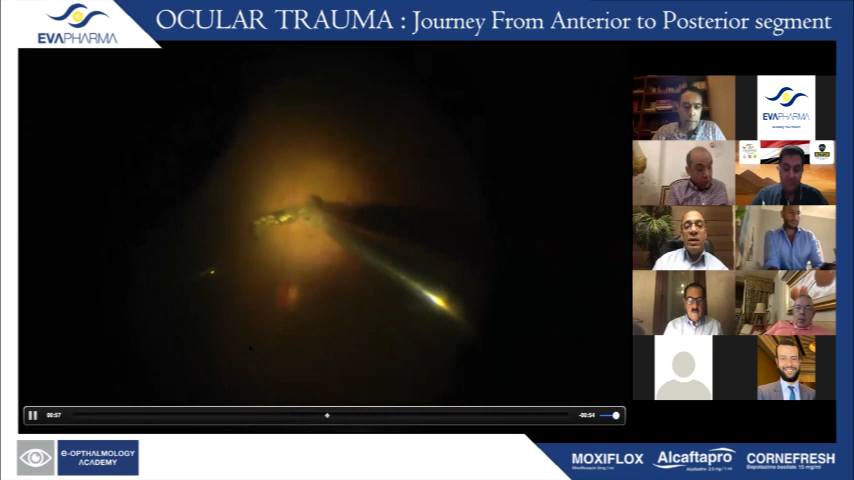 EVAPHARMA
OCULAR TRAUMA : Journey From Anterior to Posterior segment
EVAPHARMA
00:57
-00:54
e-OPTHALMOLOGY
ACADEMY
MOXIFLOX
Alcaftapro
CORNEFRESH